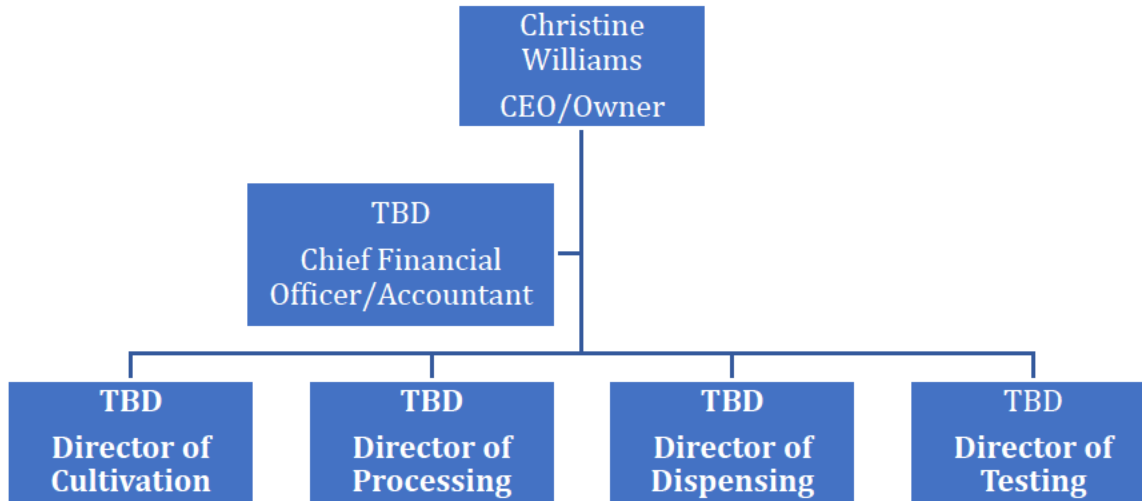 Christine
Williams
CEO/Owner
TBD
Chief Financial
Officer/Accountant
TBD
Director of
Cultivation
TBD
Director of
Processing
TBD
Director of
Dispensing
TBD
Director of
Testing